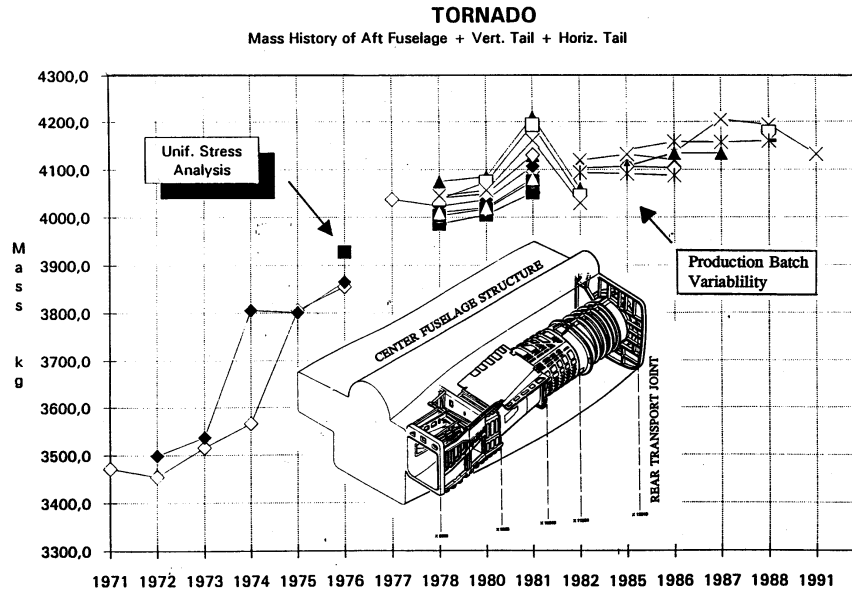 TORNADO
Mass History of Aft Fuselage + Vert. Tail + Horiz. Tail
4300,0
4200,0
4100,0
4000,0
3900,0
3800,0
3700,0
3600,0
3500,0
3400,0
3300,0
Mass kg
Unif. Stress
Analysis
Production Batch
Variablility
CENTER FUSELAGE STRUCTURE
REAR TRANSPORT JOINT
1971 1972 1973 1974 1975 1976 1977 1978 1980 1981 1982 1985 1986 1987 1988 1991